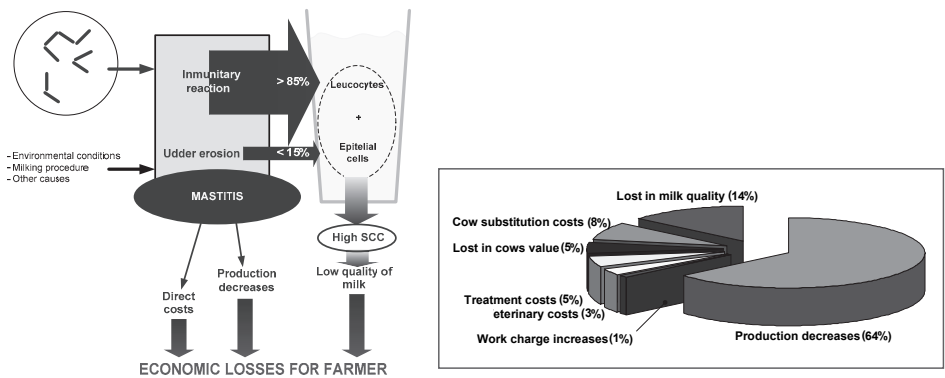 Inmunitary
reaction
> 85%
Leucocytes
+
Epitelial
cells
Udder erosion
< 15%
- Environmental conditions
- Milking procedure
- Other causes
MASTITIS
High SCC
Production
decreases
Low quality of
milk
Direct
costs
ECONOMIC LOSSES FOR FARMER
Lost in milk quality (14%)
Cow substitution costs (8%)
Lost in cows value (5%)
Treatment costs (5%)
eterinary costs (3%)
Work charge increases (1%)
Production decreases (64%)